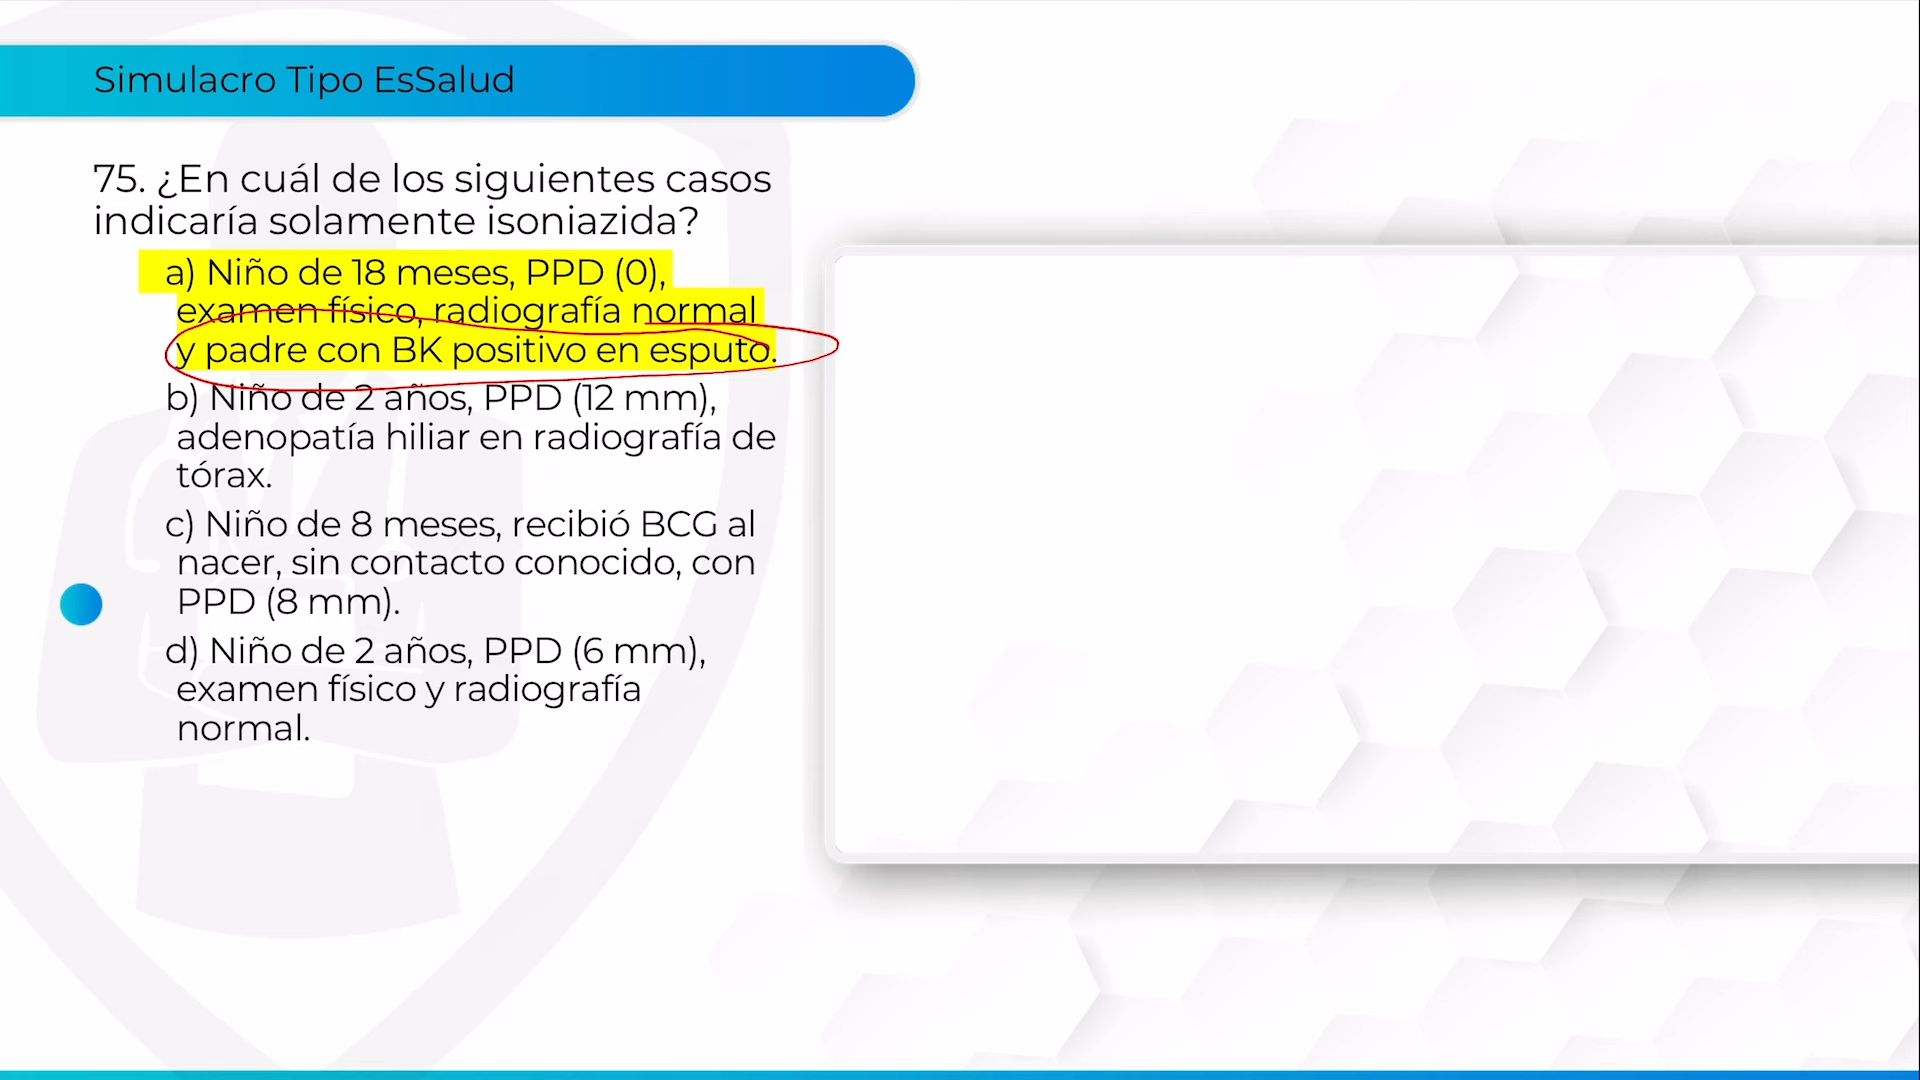 Simulacro Tipo EsSalud
75. ¿En cuál de los siguientes casos
indicaría solamente isoniazida?
a) Niño de 18 meses, PPD (0),
examen físico, radiografía normal
y padre con BK positivo en esputo.
b) Niño de 2 años, PPD (12 mm),
adenopatía hiliar en radiografía de
tórax.
c) Niño de 8 meses, recibió BCG al
nacer, sin contacto conocido, con
PPD (8 mm).
d) Niño de 2 años, PPD (6 mm),
examen físico y radiografía
normal.